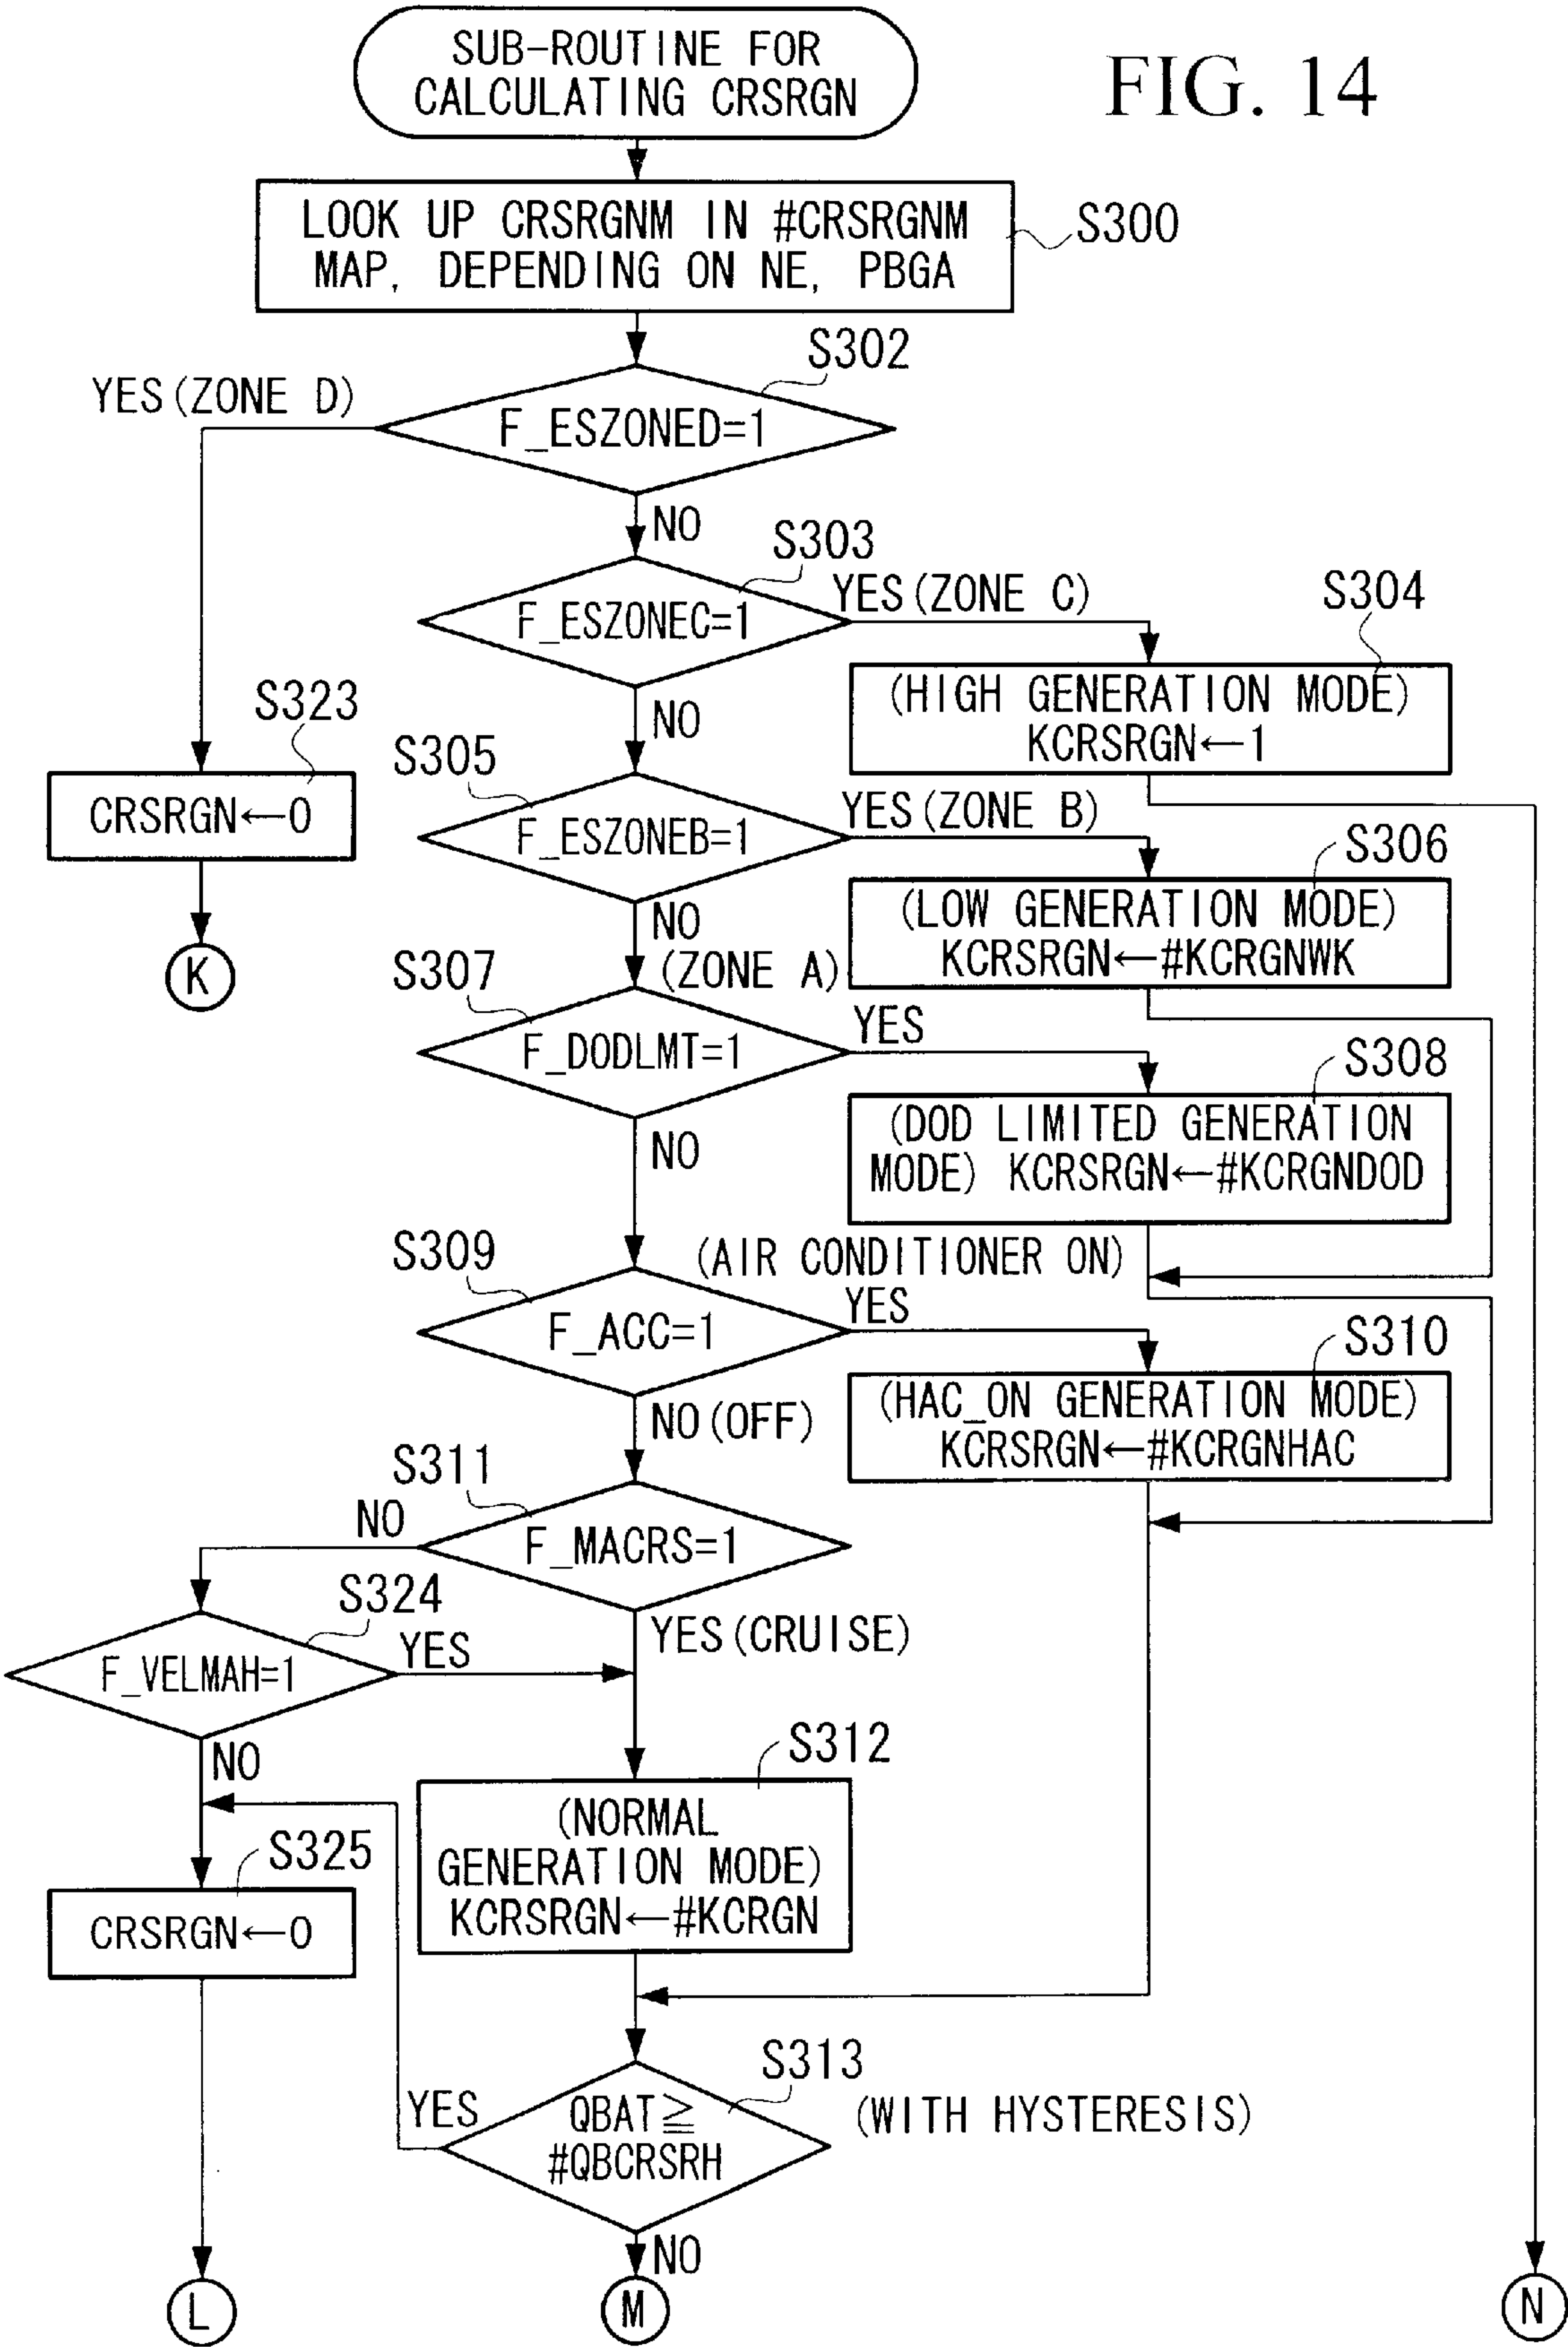 SUB-ROUTINE FOR
CALCULATING CRSRGN
FIG. 14
LOOK UP CRSRGNM IN #CRSRGNM
MAP, DEPENDING ON NE, PBGA
S300
S302
YES(ZONE D)
F_ESZONED=1
NO
S303
YES(ZONE C)
F_ESZONEC=1
S304
(HIGH GENERATION MODE)
KCRSRGN←1
NO
S323
CRSRGN←0
K
S305
YES(ZONE B)
F_ESZONEB=1
S306
(LOW GENERATION MODE)
KCRSRGN←#KCRGNWK
NO
(ZONE A)
S307
YES
F_DODLMT=1
S308
(DOD LIMITED GENERATION
MODE) KCRSRGN←#KCRGNDOD
NO
S309
(AIR CONDITIONER ON)
YES
F_ACC=1
S310
(HAC_ON GENERATION MODE)
KCRSRGN←#KCRGNHAC
NO(OFF)
S311
NO
F_MACRS=1
YES(CRUISE)
S324
YES
F_VELMAH=1
NO
S312
(NORMAL
GENERATION MODE)
KCRSRGN←#KCRGN
S325
CRSRGN←0
S313
YES
QBAT≧
#QBCRSRH
(WITH HYSTERESIS)
NO
L
M
N